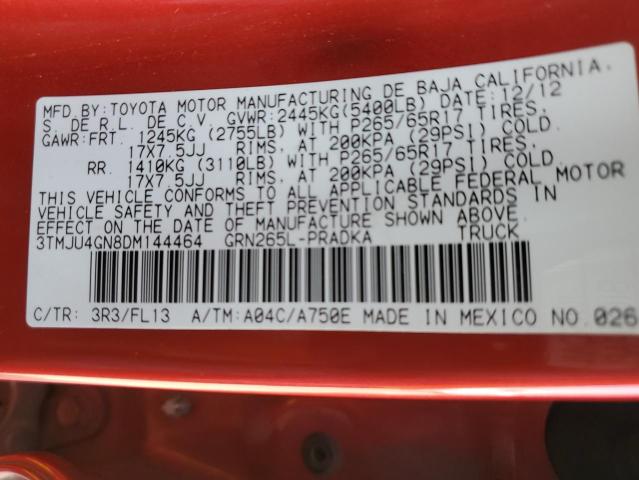 MFD.BY:TOYOTA MOTOR MANUFACTURING DE BAJA CALIFORNIA.
S. DE R.L. DE C.V. GVWR:2445KG(5400LB) DATE:12/12
GAWR:FRT. 1245KG (2755LB) WITH P265/65R17 TIRES,
17X7.5JJ RIMS, AT 200KPA (29PSI) COLD.
RR. 1410KG (3110LB) WITH P265/65R17 TIRES,
17X7.5JJ RIMS, AT 200KPA (29PSI) COLD.
THIS VEHICLE CONFORMS TO ALL APPLICABLE FEDERAL MOTOR
VEHICLE SAFETY AND THEFT PREVENTION STANDARDS IN
EFFECT ON THE DATE OF MANUFACTURE SHOWN ABOVE.
3TMJU4GN8DM144464 GRN265L-PRADKA TRUCK
C/TR: 3R3/FL13 A/TM:A04C/A750E MADE IN MEXICO NO.026